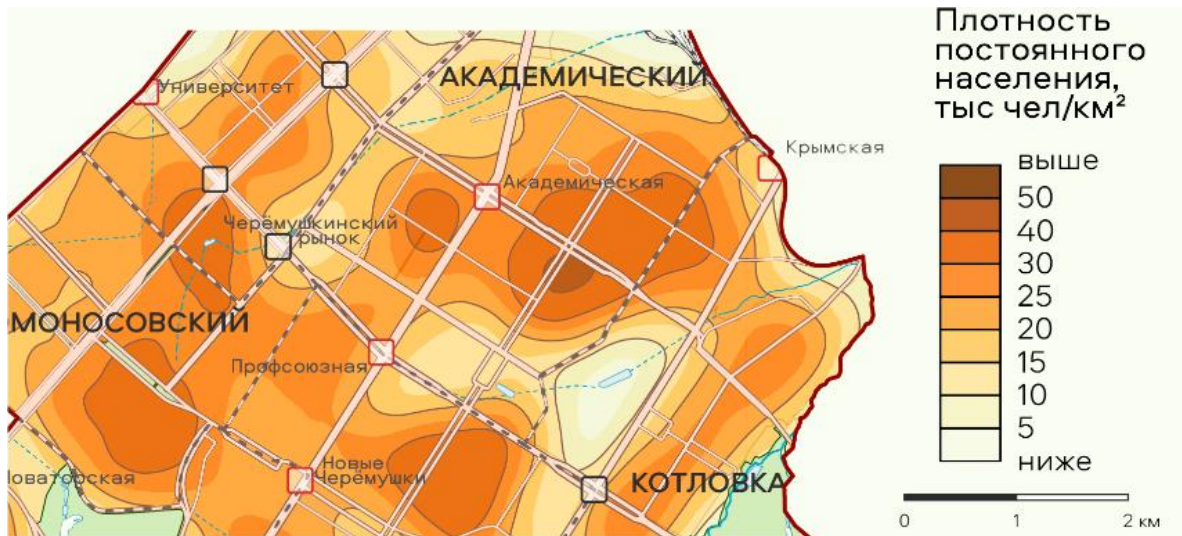 Плотность
постоянного
населения,
тыс чел/км²
АКАДЕМИЧЕСКИЙ
Университет
Крымская
Академическая
Черёмушкинский
рынок
МОНОСОВСКИЙ
Профсоюзная
Новые
Черёмушки
Новаторская
КОТЛОВКА
выше
50
40
30
25
20
15
10
5
ниже
0
1
2 км